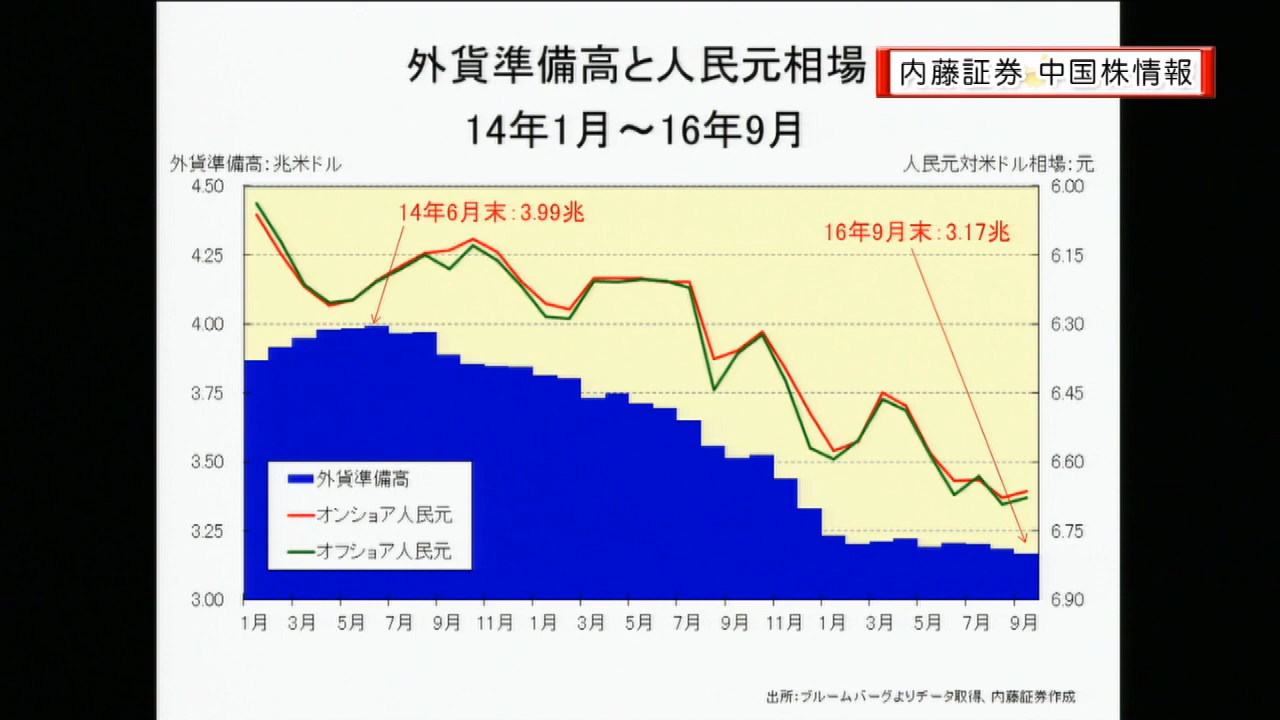 外貨準備高と人民元相場
内藤証券 中国株情報
14年1月～16年9月
外貨準備高：兆米ドル
人民元対米ドル相場：元
4.50
6.00
14年6月末：3.99兆
16年9月末：3.17兆
4.25
6.15
4.00
6.30
3.75
6.45
3.50
6.60
外貨準備高
オンショア人民元
3.25
6.75
オフショア人民元
3.00
6.90
1月 3月 5月 7月 9月 11月 1月 3月 5月 7月 9月 11月 1月 3月 5月 7月 9月
出所：ブルームバーグよりデータ取得、内藤証券作成